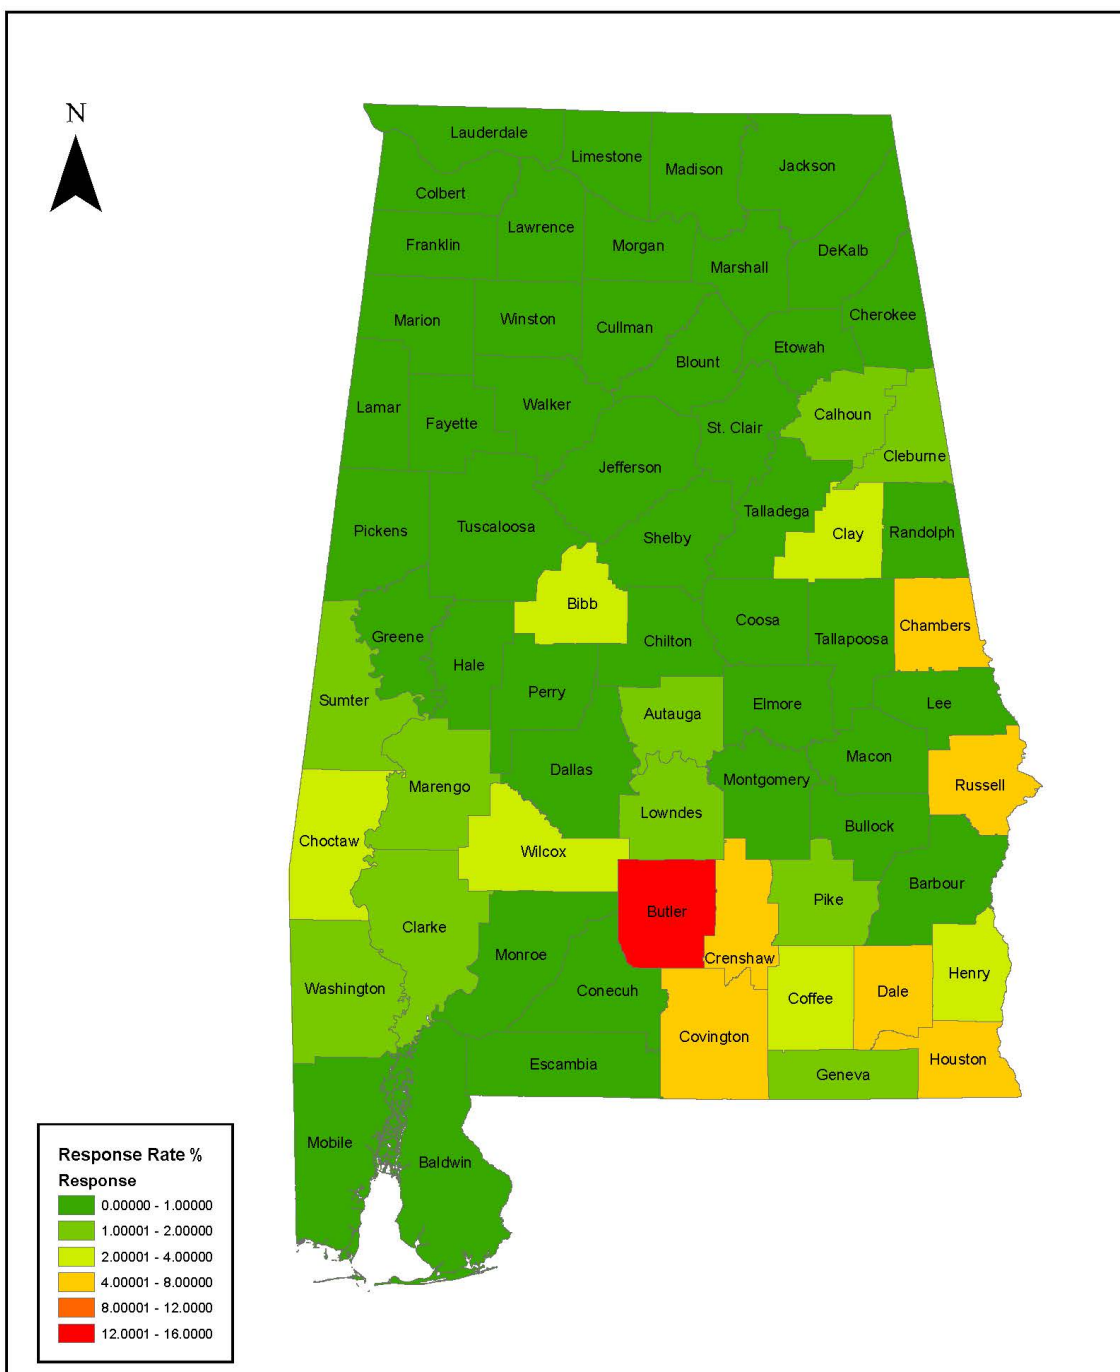 N
Lauderdale
Limestone
Madison
Jackson
Colbert
Lawrence
Franklin
Morgan
Marshall
DeKalb
Cherokee
Marion
Winston
Cullman
Etowah
Blount
Lamar
Fayette
Walker
St. Clair
Calhoun
Cleburne
Jefferson
Talladega
Pickens
Tuscaloosa
Shelby
Clay
Randolph
Bibb
Chilton
Coosa
Tallapoosa
Chambers
Greene
Hale
Perry
Sumter
Autauga
Elmore
Lee
Dallas
Marengo
Montgomery
Macon
Russell
Lowndes
Bullock
Choctaw
Wilcox
Butler
Pike
Barbour
Clarke
Monroe
Crenshaw
Henry
Washington
Conecuh
Coffee
Dale
Covington
Escambia
Geneva
Houston
Mobile
Baldwin
Response Rate %
Response
0.00000 - 1.00000
1.00001 - 2.00000
2.00001 - 4.00000
4.00001 - 8.00000
8.00001 - 12.0000
12.0001 - 16.0000